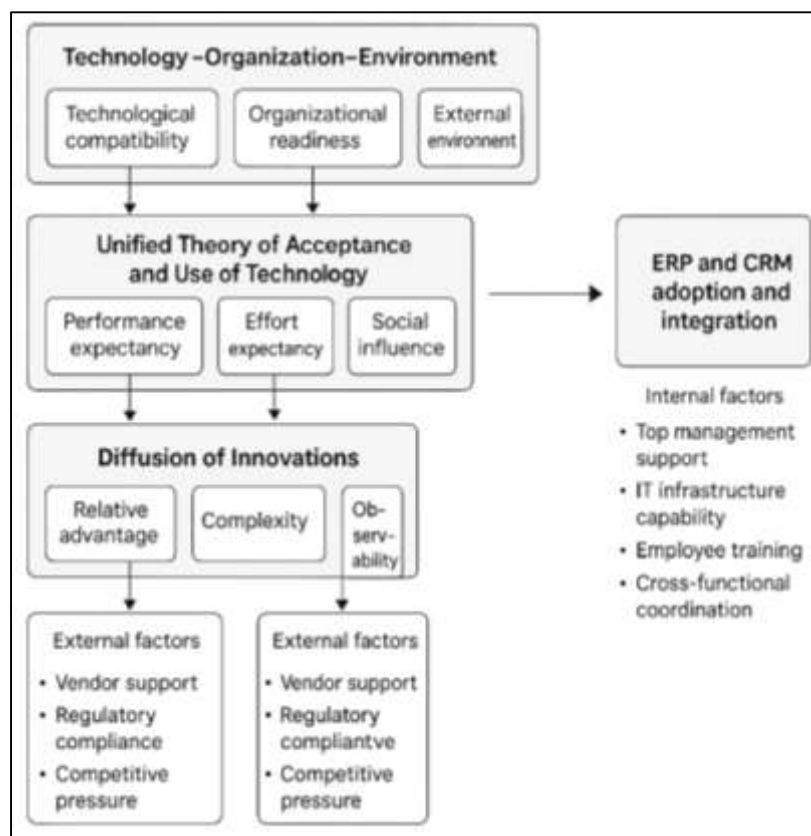 Technology–Organization–Environment
Technological
compatibility
Organizational
readiness
External
environment
Unified Theory of Acceptance
and Use of Technology
Performance
expectancy
Effort
expectancy
Social
influence
ERP and CRM
adoption and
integration
Internal factors
• Top management
support
• IT infrastructure
capability
• Employee training
• Cross-functional
coordination
Diffusion of Innovations
Relative
advantage
Complexity
Ob-
serv-
ability
External factors
• Vendor support
• Regulatory
compliance
• Competitive
pressure
External factors
• Vendor support
• Regulatory
compliantve
• Competitive
pressure